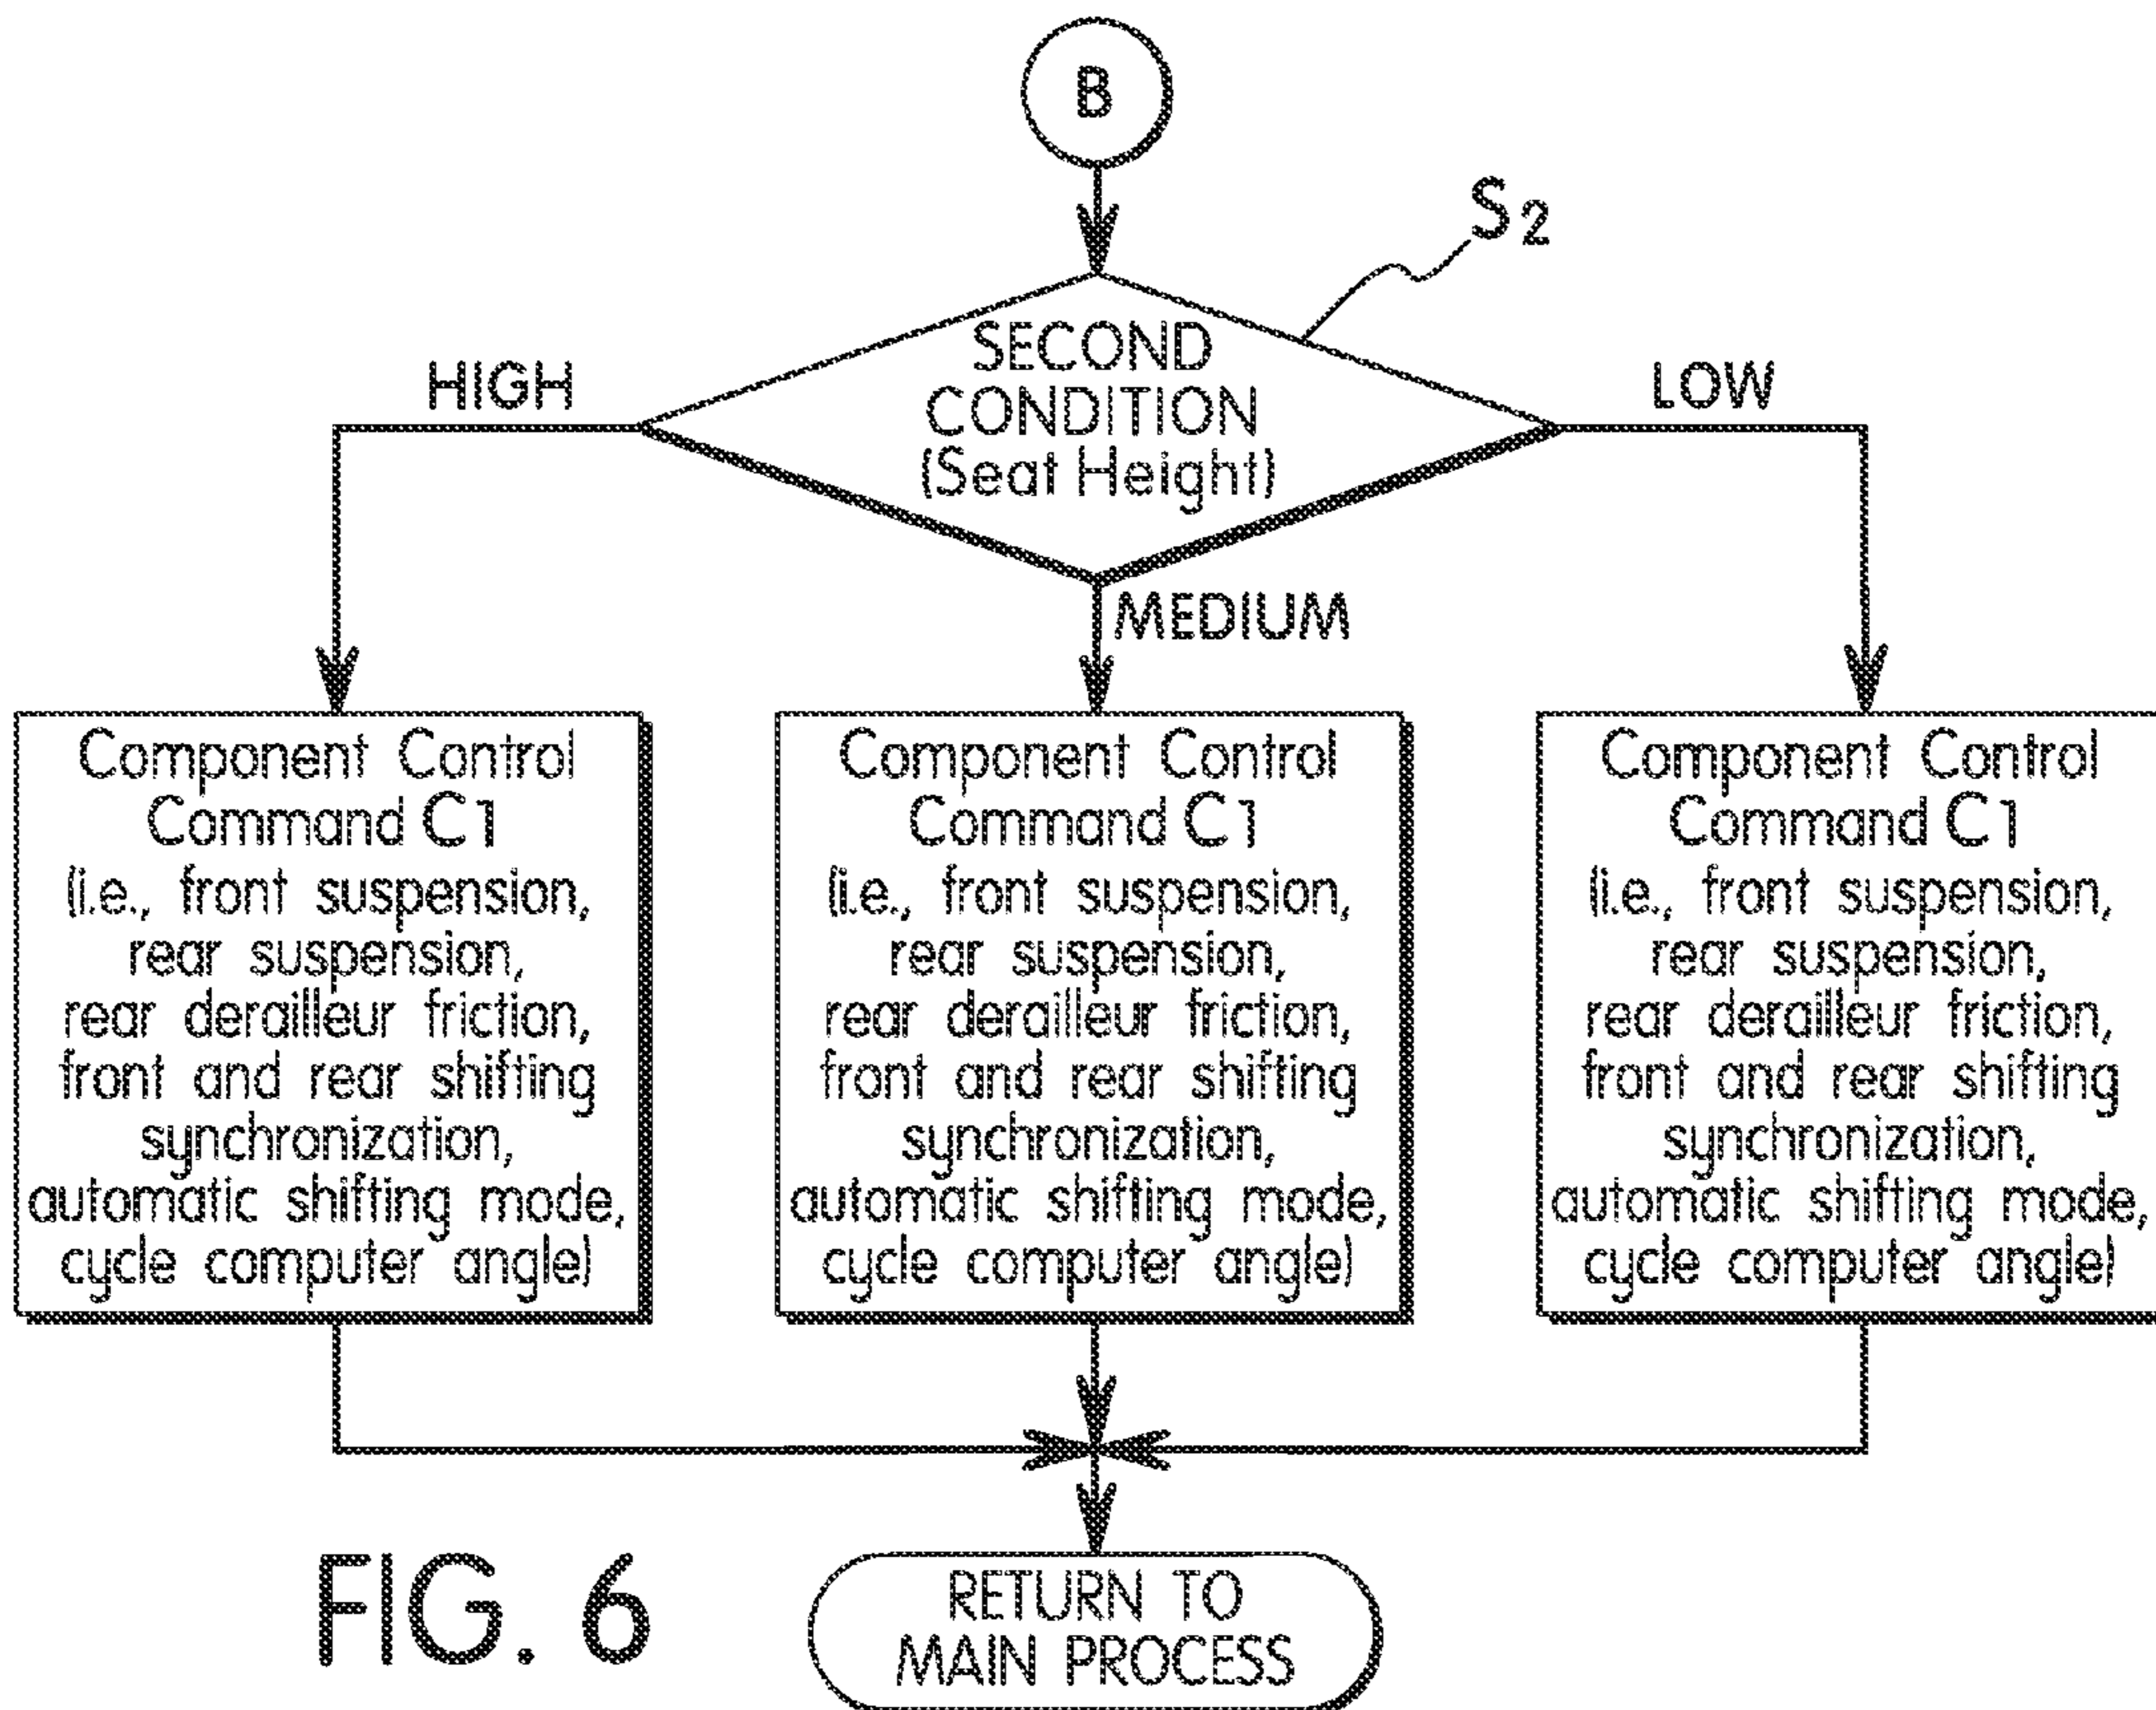 B
S2
SECOND
CONDITION
(Seat Height)
HIGH
LOW
MEDIUM
Component Control
Command C1
(i.e., front suspension,
rear suspension,
rear derailleur friction,
front and rear shifting
synchronization,
automatic shifting mode,
cycle computer angle)
Component Control
Command C1
(i.e., front suspension,
rear suspension,
rear derailleur friction,
front and rear shifting
synchronization,
automatic shifting mode,
cycle computer angle)
Component Control
Command C1
(i.e., front suspension,
rear suspension,
rear derailleur friction,
front and rear shifting
synchronization,
automatic shifting mode,
cycle computer angle)
RETURN TO
MAIN PROCESS
FIG. 6